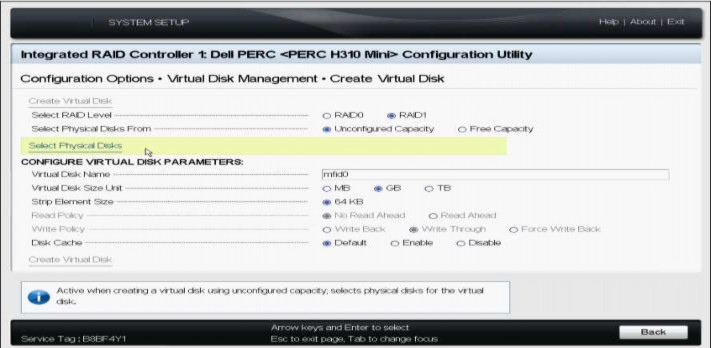 SYSTEM SETUP
Help | About | Exit
Integrated RAID Controller 1: Dell PERC <PERC H310 Mini> Configuration Utility
Configuration Options • Virtual Disk Management • Create Virtual Disk
Create Virtual Disk
Select RAID Level RAID0 RAID1
Select Physical Disks From Unconfigured Capacity Free Capacity
Select Physical Disks
CONFIGURE VIRTUAL DISK PARAMETERS:
Virtual Disk Name mfid0
Virtual Disk Size Unit MB GB TB
Strip Element Size 64 KB
Read Policy No Read Ahead Read Ahead
Write Policy Write Back Write Through Force Write Back
Disk Cache Default Enable Disable
Create Virtual Disk
Active when creating a virtual disk using unconfigured capacity; selects physical disks for the virtual
disk.
Arrow keys and Enter to select
Service Tag : B8BF4Y1 Esc to exit page, Tab to change focus
Back